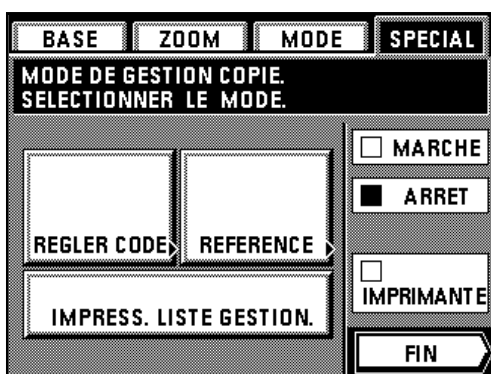 BASE ZOOM MODE SPECIAL
MODE DE GESTION COPIE.
SELECTIONNER LE MODE.
MARCHE
ARRET
REGLER CODE REFERENCE
IMPRIMANTE
IMPRESS. LISTE GESTION.
FIN